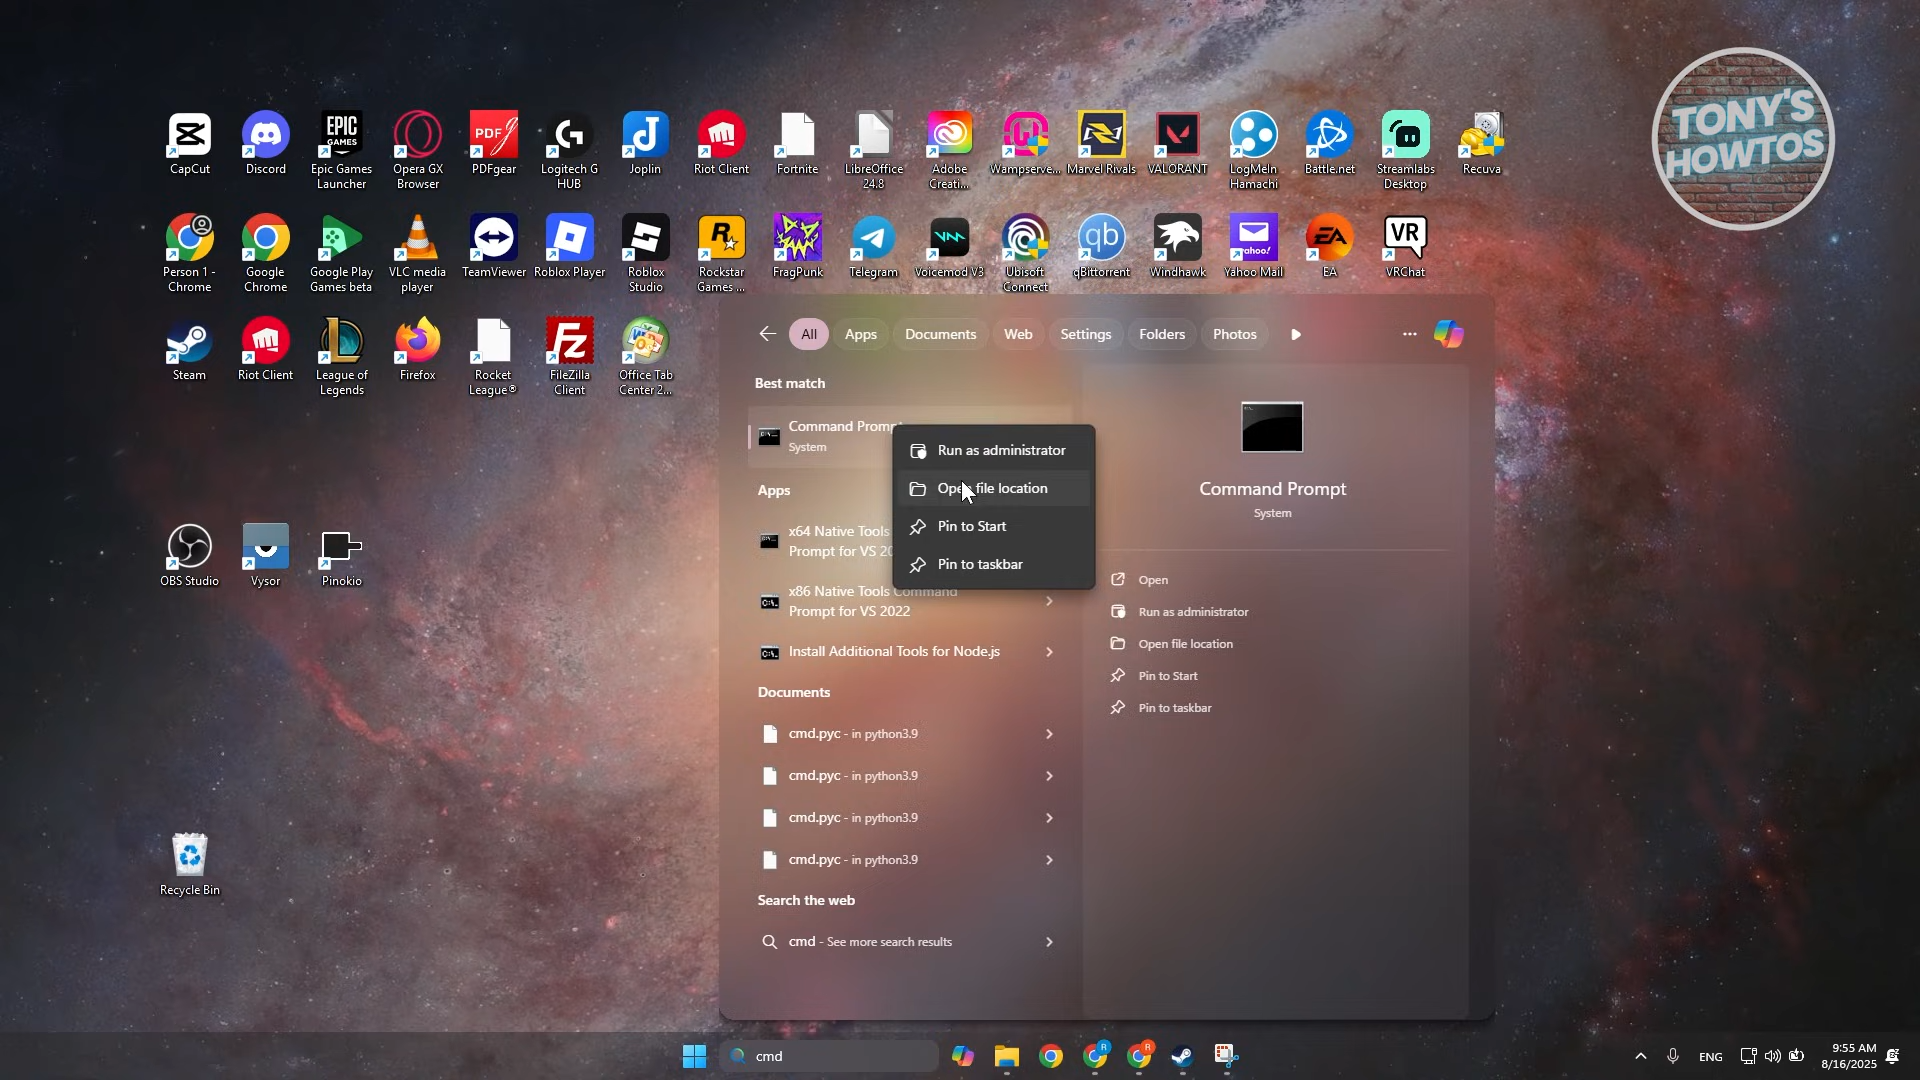 TONY'S
HOWTOS
CapCut
Discord
EPIC
GAMES
Epic Games
Launcher
Opera GX
Browser
PDF
PDFgear
Logitech G
HUB
Joplin
Riot Client
Fortnite
LibreOffice
24.8
Adobe
Creati...
Wampserve...
Marvel Rivals
VALORANT
LogMeIn
Hamachi
Battle.net
Streamlabs
Desktop
Recuva
Person 1 -
Chrome
Google
Chrome
Google Play
Games beta
VLC media
player
TeamViewer
Roblox Player
Roblox
Studio
Rockstar
Games ...
FragPunk
Telegram
Voicemod V3
Ubisoft
Connect
qb
qBittorrent
Windhawk
yahoo!
Yahoo Mail
EA
EA
VR
VRChat
Steam
Riot Client
League of
Legends
Firefox
Rocket
League®
Fz
FileZilla
Client
Office Tab
Center 2...
OBS Studio
Vysor
Pinokio
Recycle Bin
All
Apps
Documents
Web
Settings
Folders
Photos
Best match
Command Promp
System
Run as administrator
Open file location
Pin to Start
Pin to taskbar
Apps
x64 Native Tools
Prompt for VS 20
x86 Native Tools Command
Prompt for VS 2022
Install Additional Tools for Node.js
Documents
cmd.pyc - in python3.9
cmd.pyc - in python3.9
cmd.pyc - in python3.9
cmd.pyc - in python3.9
Search the web
cmd - See more search results
Command Prompt
System
Open
Run as administrator
Open file location
Pin to Start
Pin to taskbar
cmd
ENG
9:55 AM
8/16/2025